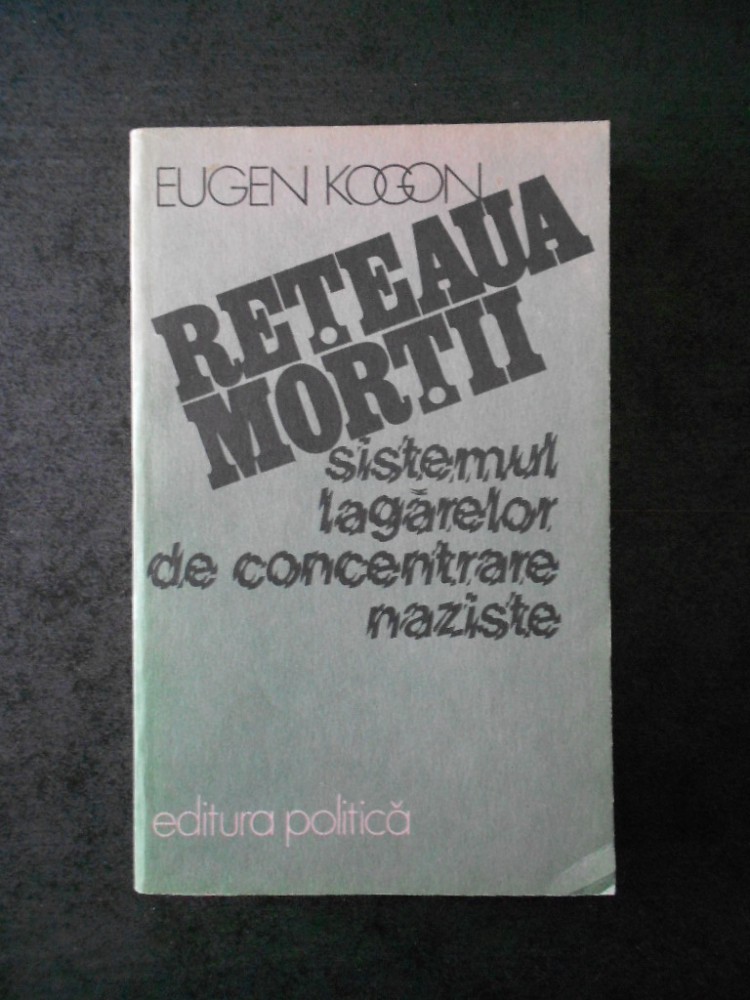 EUGEN KOGON
REȚEAUA
MORȚII
sistemul
lagărelor
de concentrare
naziste
editura politică